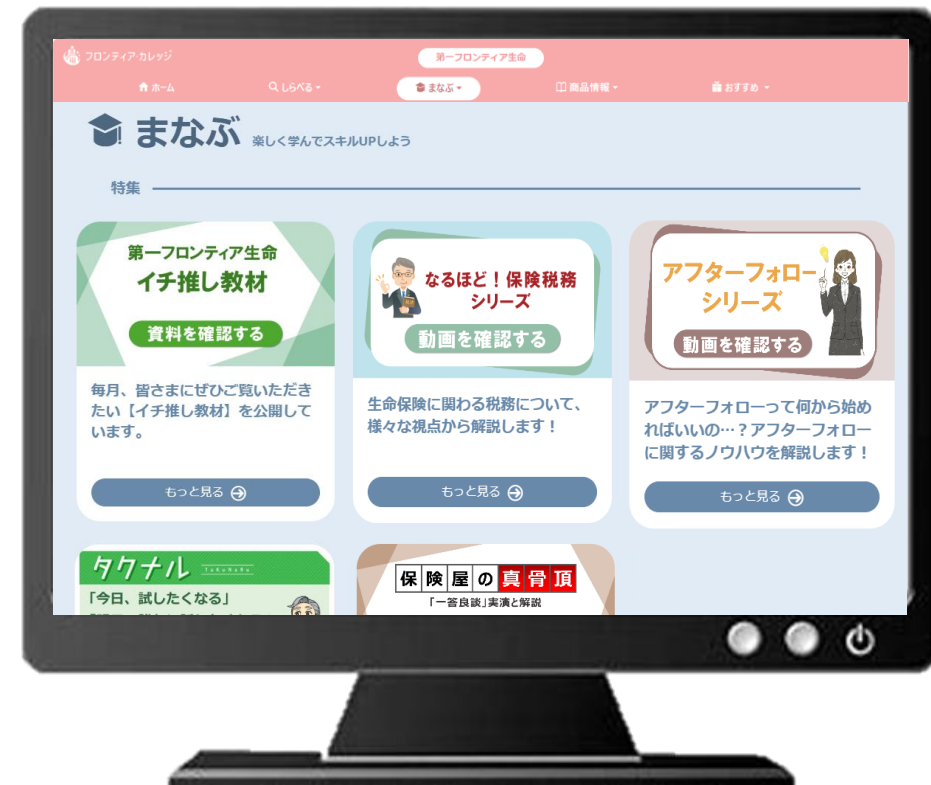 フロンティア・カレッジ
第一フロンティア生命
ホーム
しらべる
まなぶ
商品情報
おすすめ
まなぶ 楽しく学んでスキルUPしよう
特集
第一フロンティア生命
イチ推し教材
資料を確認する
毎月、皆さまにぜひご覧いただき
たい【イチ推し教材】を公開して
います。
もっと見る
なるほど！保険税務
シリーズ
動画を確認する
生命保険に関わる税務について、
様々な視点から解説します！
もっと見る
アフターフォロー
シリーズ
動画を確認する
アフターフォローって何から始め
ればいいの…？アフターフォロー
に関するノウハウを解説します！
もっと見る
タクナル
「今日、試したくなる」
保険屋の真骨頂
「一答良談」実演と解説